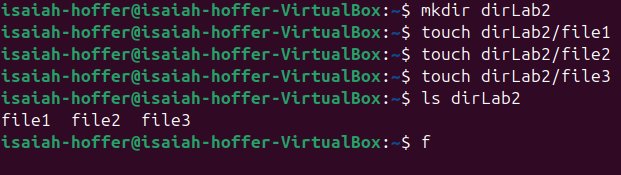 isaiah-hoffer@isaiah-hoffer-VirtualBox:~$ mkdir dirLab2
isaiah-hoffer@isaiah-hoffer-VirtualBox:~$ touch dirLab2/file1
isaiah-hoffer@isaiah-hoffer-VirtualBox:~$ touch dirLab2/file2
isaiah-hoffer@isaiah-hoffer-VirtualBox:~$ touch dirLab2/file3
isaiah-hoffer@isaiah-hoffer-VirtualBox:~$ ls dirLab2
file1  file2  file3
isaiah-hoffer@isaiah-hoffer-VirtualBox:~$ f